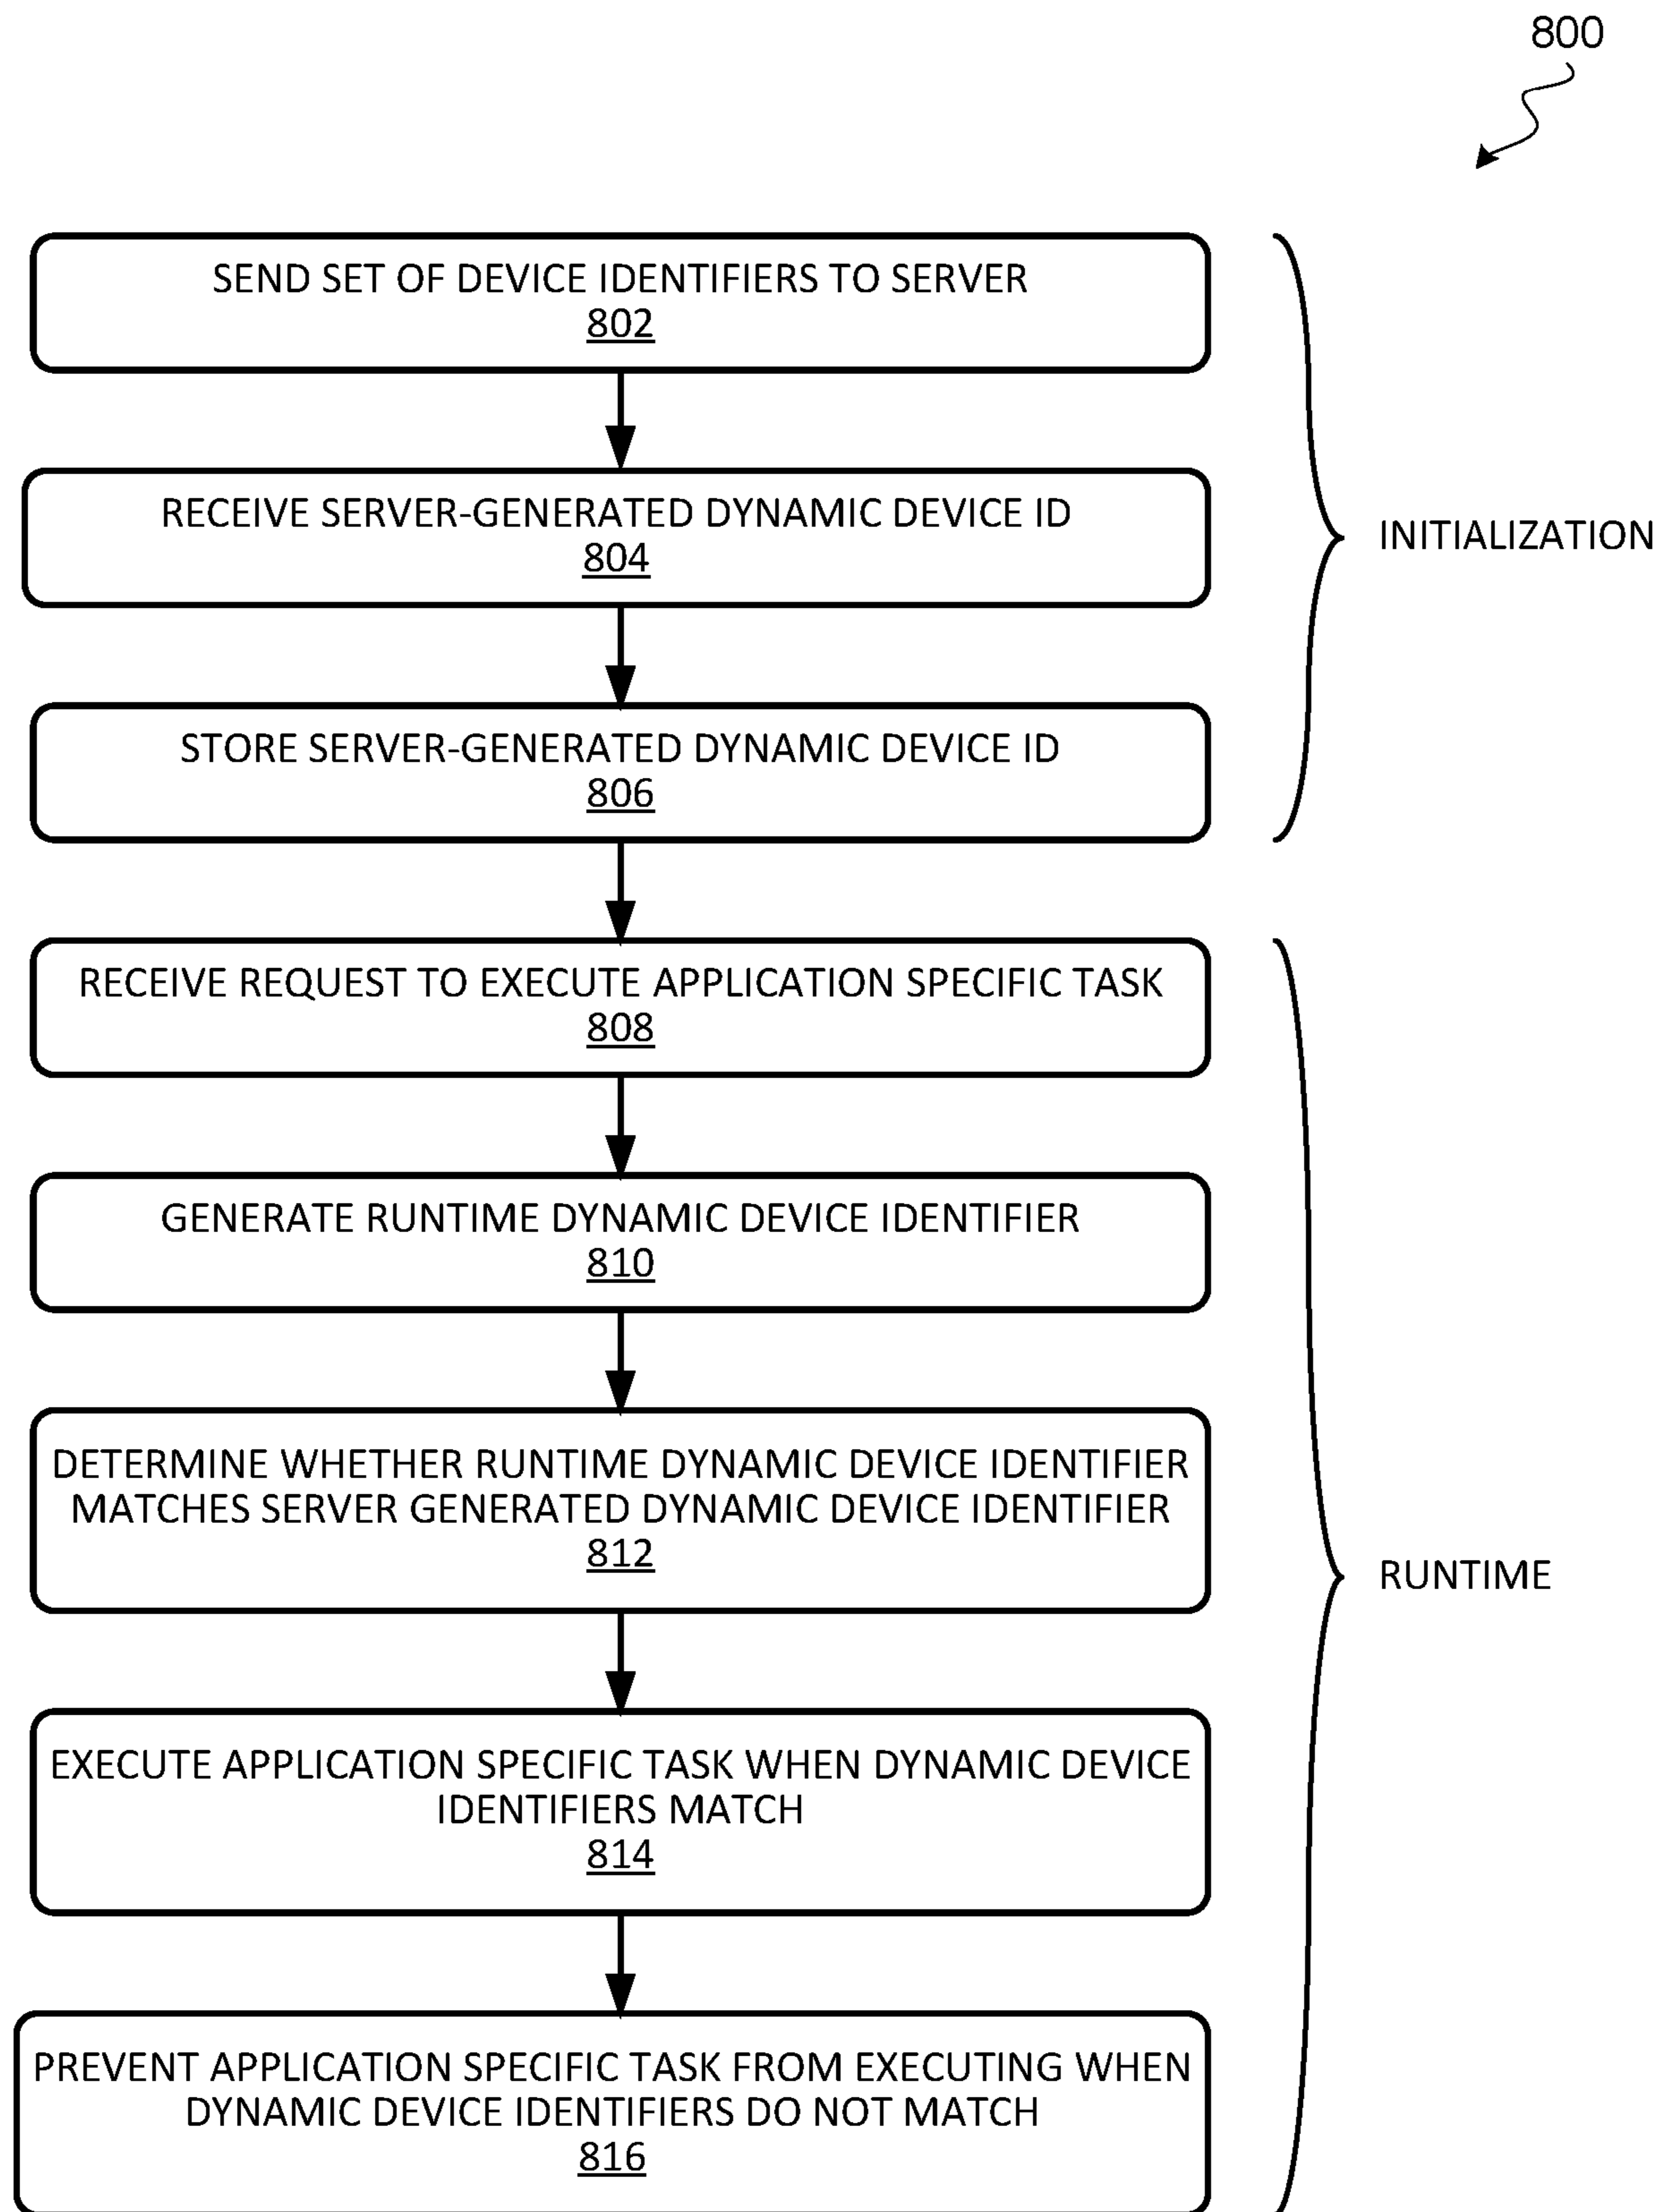 800
SEND SET OF DEVICE IDENTIFIERS TO SERVER
802
RECEIVE SERVER-GENERATED DYNAMIC DEVICE ID
804
INITIALIZATION
STORE SERVER-GENERATED DYNAMIC DEVICE ID
806
RECEIVE REQUEST TO EXECUTE APPLICATION SPECIFIC TASK
808
GENERATE RUNTIME DYNAMIC DEVICE IDENTIFIER
810
DETERMINE WHETHER RUNTIME DYNAMIC DEVICE IDENTIFIER
MATCHES SERVER GENERATED DYNAMIC DEVICE IDENTIFIER
812
RUNTIME
EXECUTE APPLICATION SPECIFIC TASK WHEN DYNAMIC DEVICE
IDENTIFIERS MATCH
814
PREVENT APPLICATION SPECIFIC TASK FROM EXECUTING WHEN
DYNAMIC DEVICE IDENTIFIERS DO NOT MATCH
816